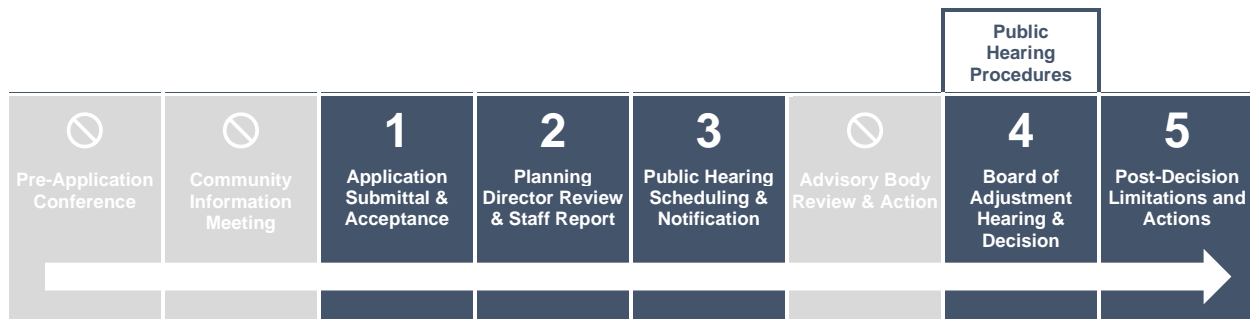 Public
Hearing
Procedures
Pre-Application
Conference
Community
Information
Meeting
1
Application
Submittal &
Acceptance
2
Planning
Director Review
& Staff Report
3
Public Hearing
Scheduling &
Notification
Advisory Body
Review & Action
4
Board of
Adjustment
Hearing &
Decision
5
Post-Decision
Limitations and
Actions